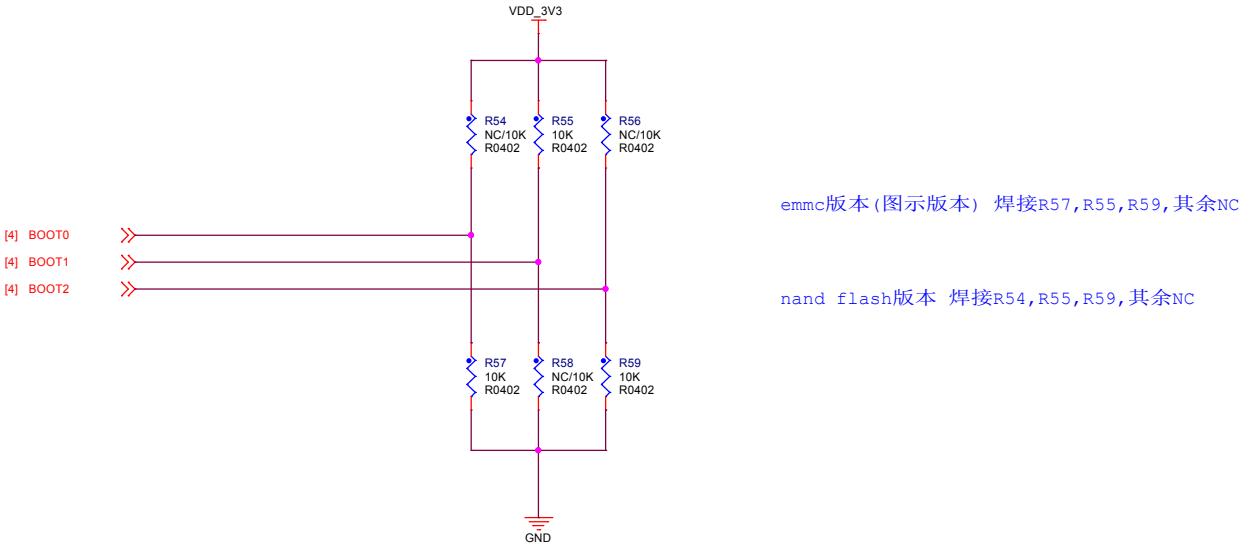 VDD_3V3
R54
NC/10K
R0402
R55
10K
R0402
R56
NC/10K
R0402
emmc版本(图示版本) 焊接R57,R55,R59,其余NC
[4] BOOT0
[4] BOOT1
[4] BOOT2
nand flash版本 焊接R54,R55,R59,其余NC
R57
10K
R0402
R58
NC/10K
R0402
R59
10K
R0402
GND